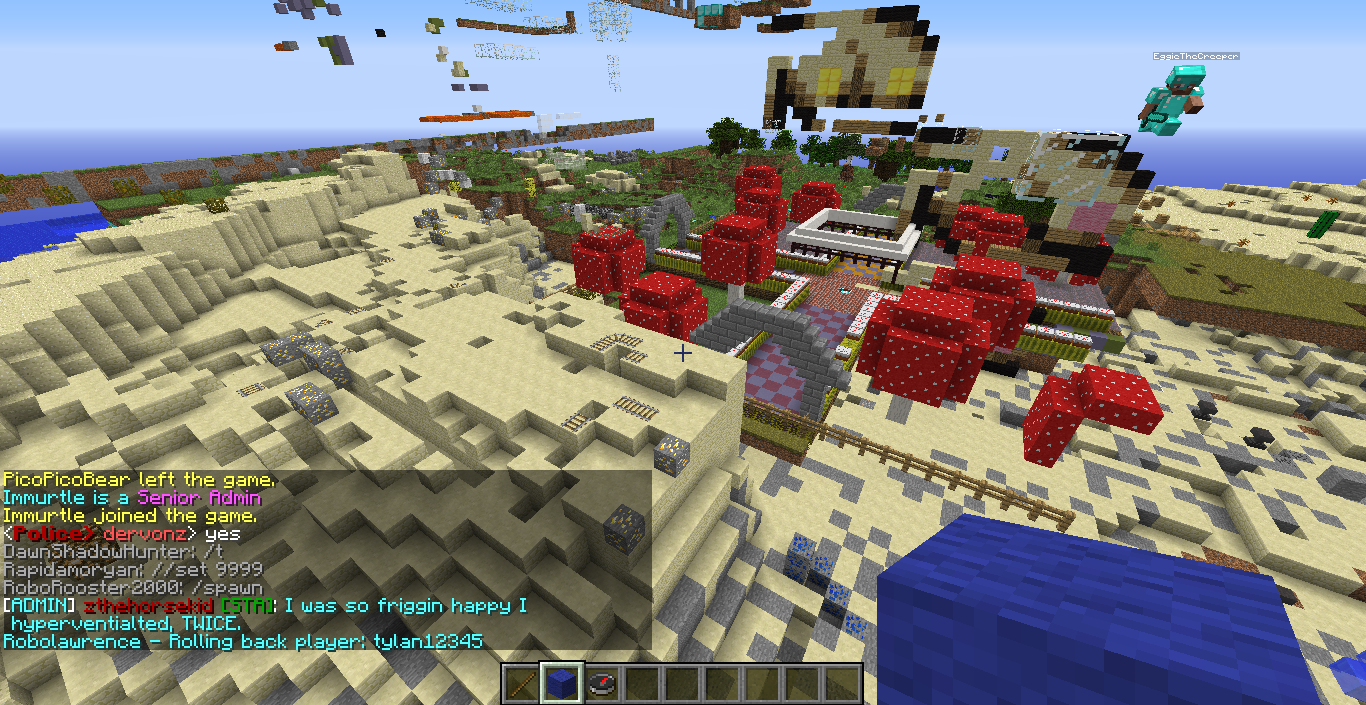 EggieTheCreeper
PicoPicoBear left the game.
Immurtle is a Senior Admin
Immurtle joined the game.
<Police> dervonz> yes
DawnShadowHunter: /t
Rapidamoryan: //set 9999
RoboRooster2000: /spawn
[ADMIN] zthehorsekid [STA]: I was so friggin happy I
hyperventialted, TWICE.
Robolawrence - Rolling back player: tylan12345